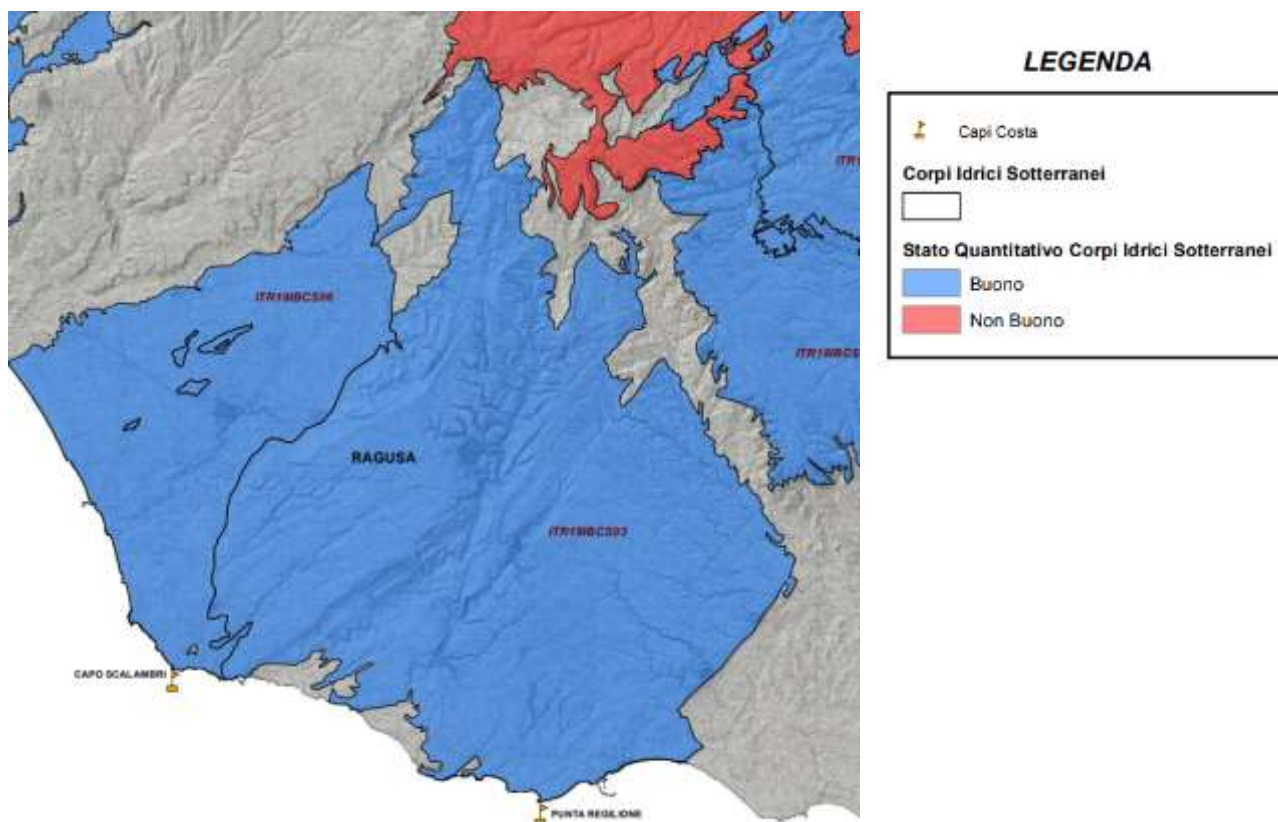 LEGENDA
Capi Costa
Corpi Idrici Sotterranei
Stato Quantitativo Corpi Idrici Sotterranei
Buono
Non Buono
RAGUSA
ITR19IBCS03
CAPO SCALAMBRI
PUNTA REGILIONE